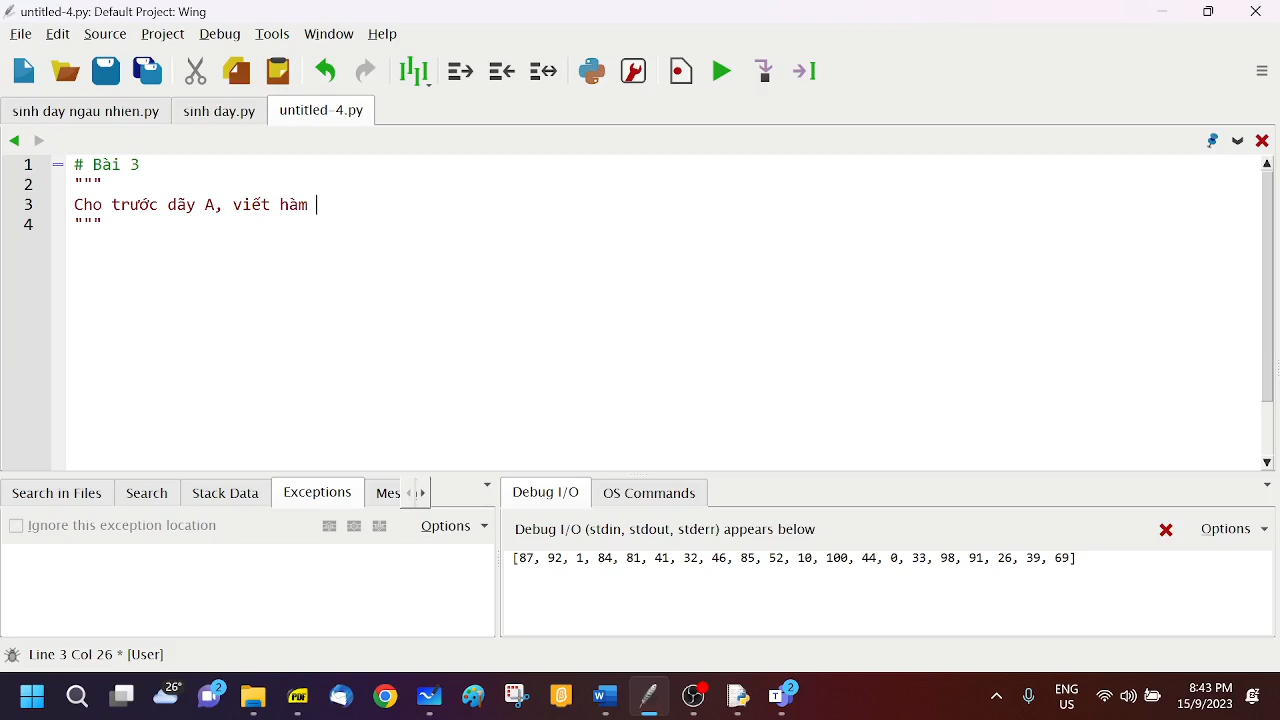 untitled-4.py: Default Project: Wing
File Edit Source Project Debug Tools Window Help
sinh day ngau nhien.py sinh day.py untitled-4.py
1 # Bài 3
2 """
3 Cho trước dãy A, viết hàm
4 """
Search in Files Search Stack Data Exceptions Mes
Debug I/O OS Commands
Ignore this exception location Options
Debug I/O (stdin, stdout, stderr) appears below Options
[87, 92, 1, 84, 81, 41, 32, 46, 85, 52, 10, 100, 44, 0, 33, 98, 91, 26, 39, 69]
Line 3 Col 26 * [User]
26° 2 PDF 2
ENG
US
8:43 PM
15/9/2023